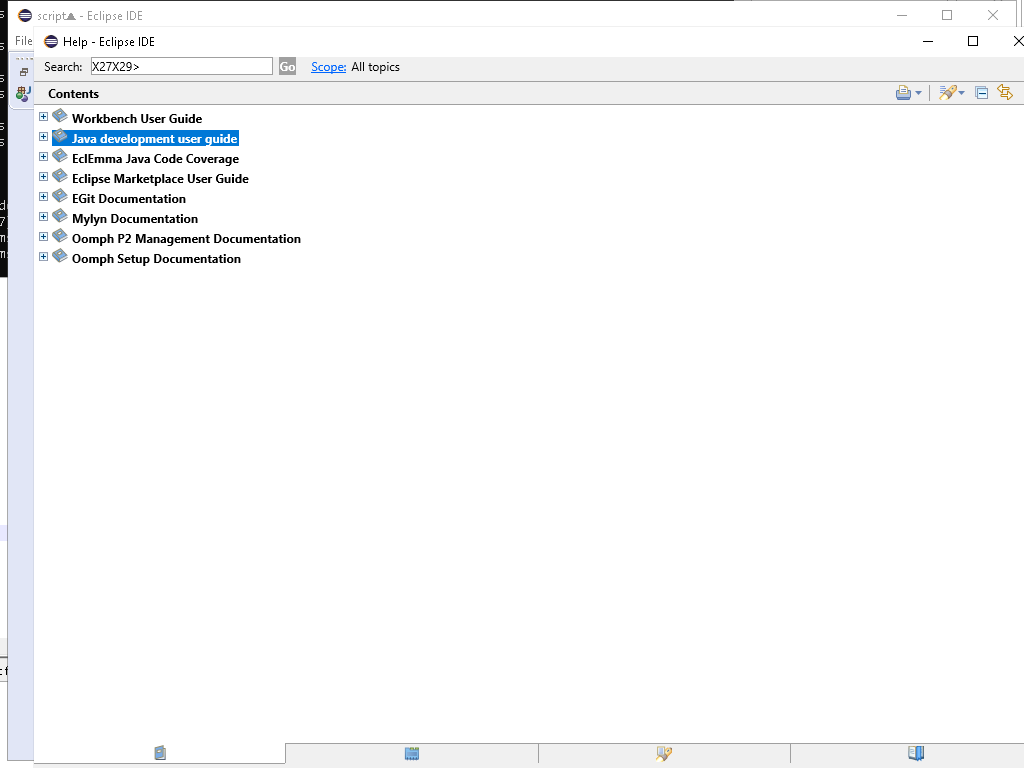 script▲ - Eclipse IDE
File
Help - Eclipse IDE
Search: X27X29> Go Scope: All topics
Contents
Workbench User Guide
Java development user guide
EclEmma Java Code Coverage
Eclipse Marketplace User Guide
EGit Documentation
Mylyn Documentation
Oomph P2 Management Documentation
Oomph Setup Documentation